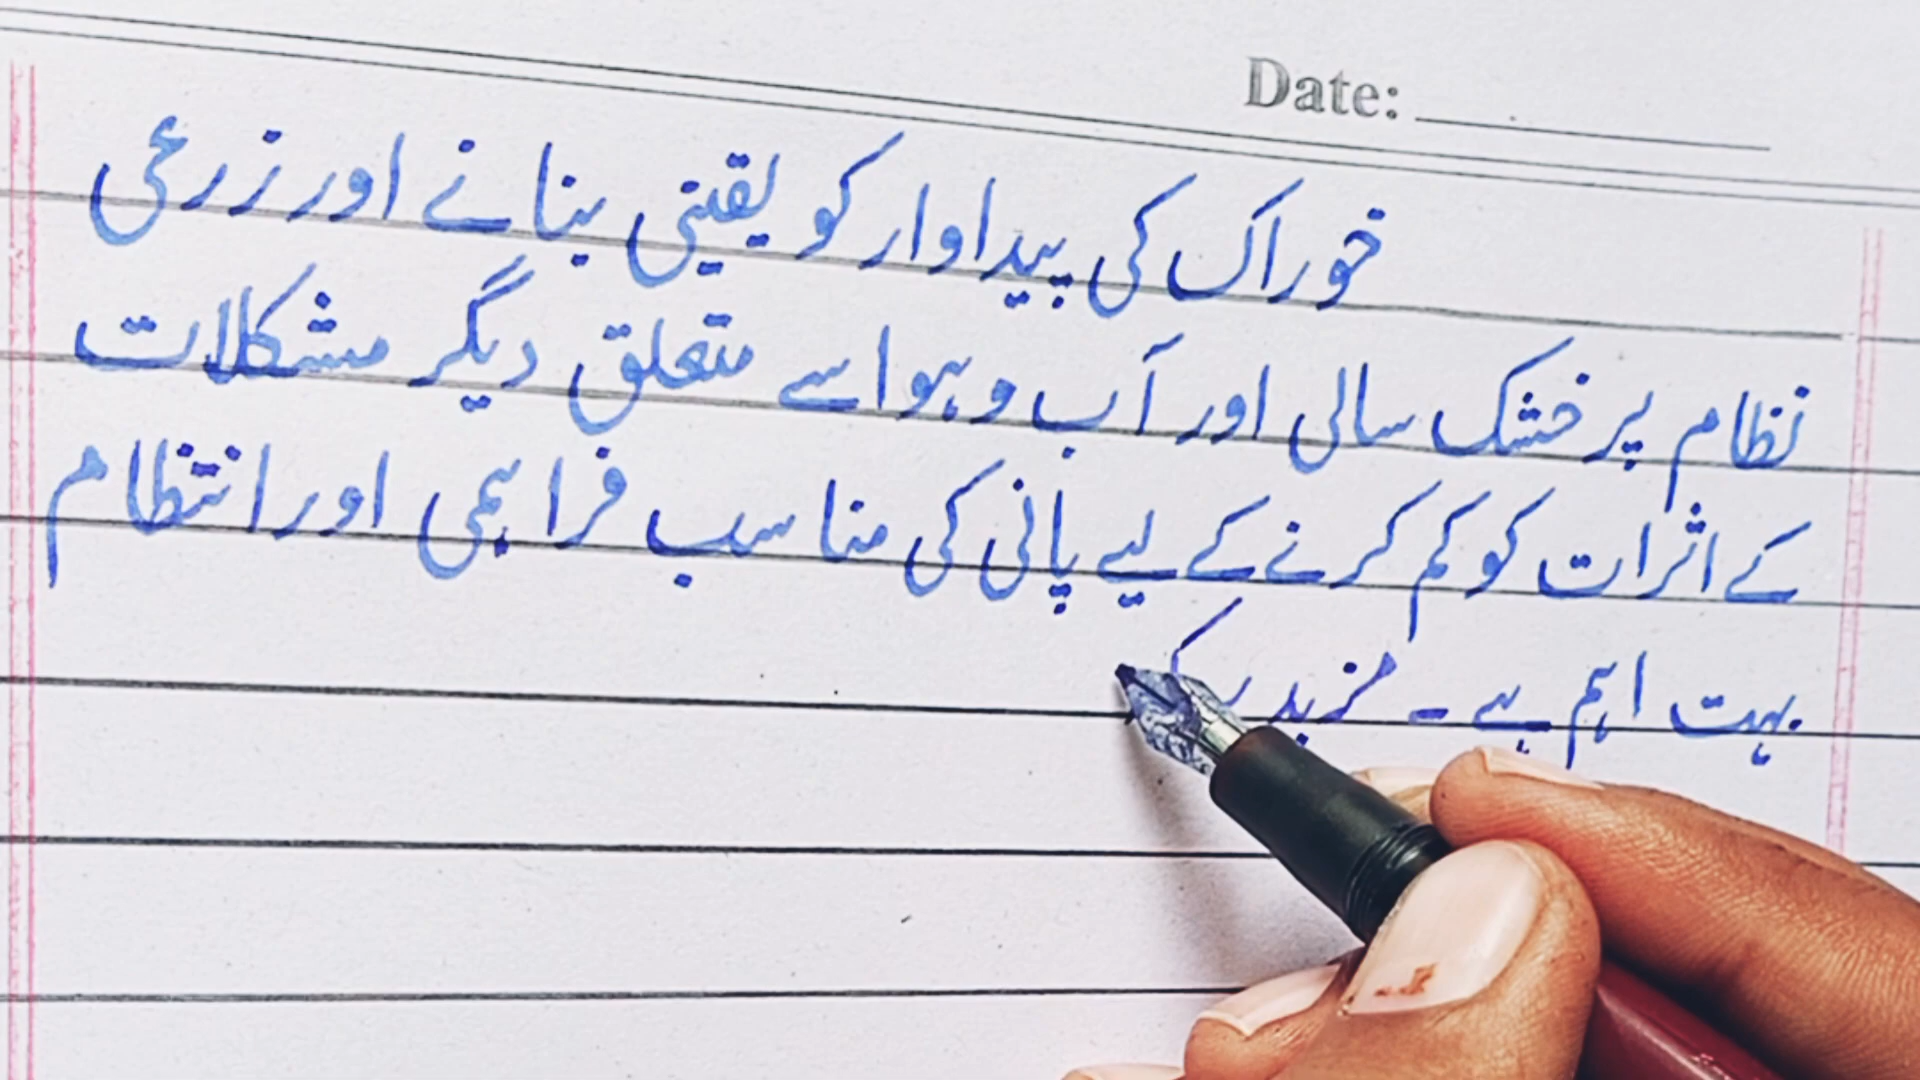 Date:
خوراک کی پیداوار کو یقینی بنانے اور زرعی
نظام پر خشک سالی اور آب و ہوا سے متعلق دیگر مشکلات
کے اثرات کو کم کرنے کے لیے پانی کی مناسب فراہمی اور انتظام
بہت اہم ہے ۔ مزید